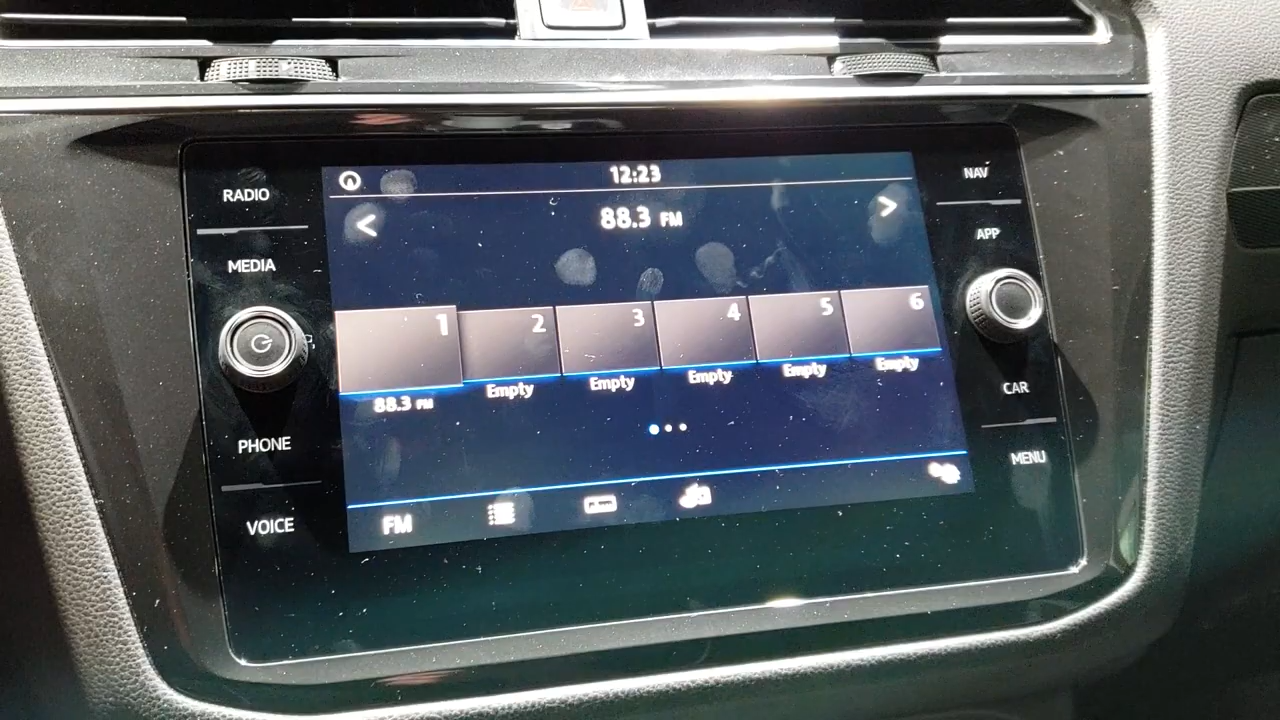 RADIO
MEDIA
PHONE
VOICE
12:23
88.3 FM
1
2
3
4
5
6
88.3 FM
Empty
Empty
Empty
Empty
Empty
FM
NAV
APP
CAR
MENU